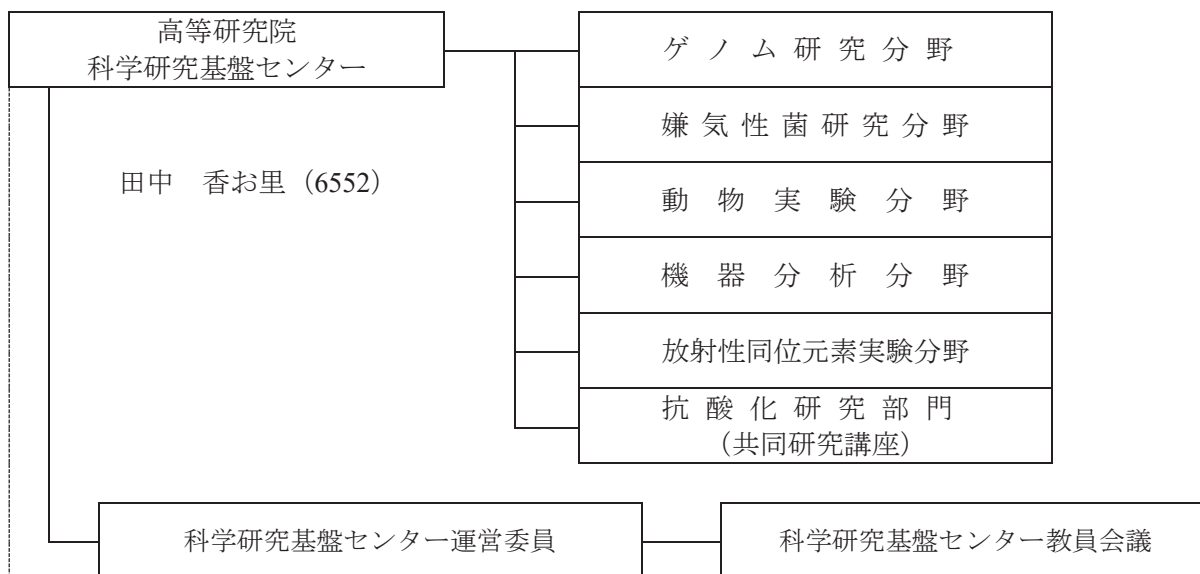 高等研究院
科学研究基盤センター
田中　香お里（6552）
ゲノム研究分野
嫌気性菌研究分野
動物実験分野
機器分析分野
放射性同位元素実験分野
抗酸化研究部門
（共同研究講座）
科学研究基盤センター運営委員
科学研究基盤センター教員会議